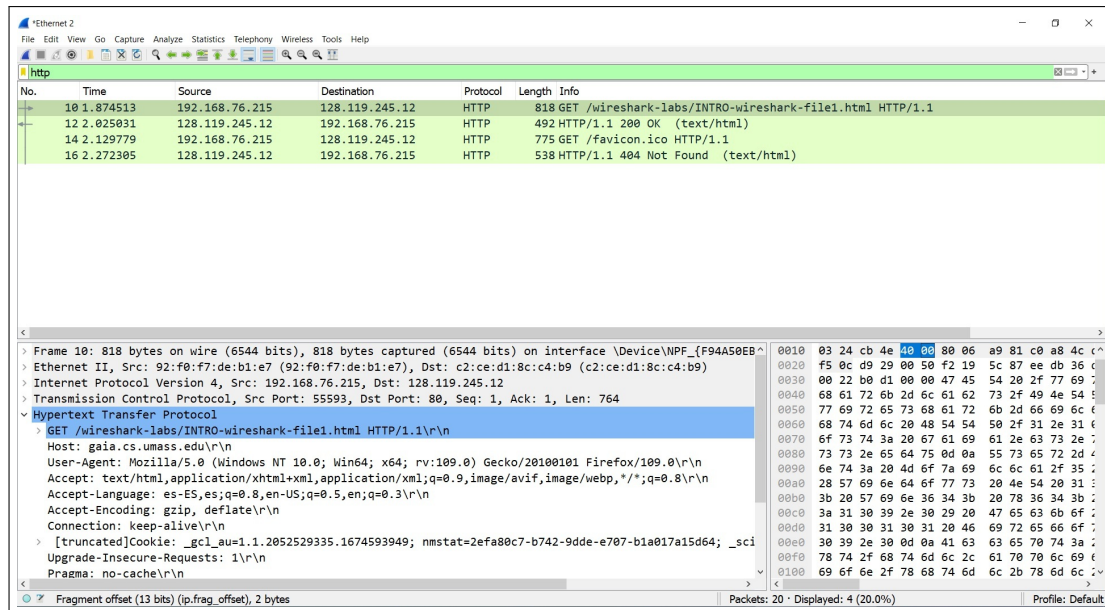 *Ethernet 2
File Edit View Go Capture Analyze Statistics Telephony Wireless Tools Help
http
No. Time Source Destination Protocol Length Info
10 1.874513 192.168.76.215 128.119.245.12 HTTP 818 GET /wireshark-labs/INTRO-wireshark-file1.html HTTP/1.1
12 2.025031 128.119.245.12 192.168.76.215 HTTP 492 HTTP/1.1 200 OK (text/html)
14 2.129779 192.168.76.215 128.119.245.12 HTTP 775 GET /favicon.ico HTTP/1.1
16 2.272305 128.119.245.12 192.168.76.215 HTTP 538 HTTP/1.1 404 Not Found (text/html)
Frame 10: 818 bytes on wire (6544 bits), 818 bytes captured (6544 bits) on interface \Device\NPF_{F94A50EB
Ethernet II, Src: 92:f0:f7:de:b1:e7 (92:f0:f7:de:b1:e7), Dst: c2:ce:d1:8c:c4:b9 (c2:ce:d1:8c:c4:b9)
Internet Protocol Version 4, Src: 192.168.76.215, Dst: 128.119.245.12
Transmission Control Protocol, Src Port: 55593, Dst Port: 80, Seq: 1, Ack: 1, Len: 764
Hypertext Transfer Protocol
GET /wireshark-labs/INTRO-wireshark-file1.html HTTP/1.1\r\n
Host: gaia.cs.umass.edu\r\n
User-Agent: Mozilla/5.0 (Windows NT 10.0; Win64; x64; rv:109.0) Gecko/20100101 Firefox/109.0\r\n
Accept: text/html,application/xhtml+xml,application/xml;q=0.9,image/avif,image/webp,*/*;q=0.8\r\n
Accept-Language: es-ES,es;q=0.8,en-US;q=0.5,en;q=0.3\r\n
Accept-Encoding: gzip, deflate\r\n
Connection: keep-alive\r\n
[truncated]Cookie: _gcl_au=1.1.2052529335.1674593949; nmstat=2efa80c7-b742-9dde-e707-b1a017a15d64; _sci
Upgrade-Insecure-Requests: 1\r\n
Pragma: no-cache\r\n
0010 03 24 cb 4e 40 00 80 06 a9 81 c0 a8 4c
0020 f5 0c d9 29 00 50 f2 19 5c 87 ee db 36
0030 00 22 b0 d1 00 00 47 45 54 20 2f 77 69
0040 68 61 72 6b 2d 6c 61 62 73 2f 49 4e 54
0050 77 69 72 65 73 68 61 72 6b 2d 66 69 6c
0060 68 74 6d 6c 20 48 54 54 50 2f 31 2e 31
0070 6f 73 74 3a 20 67 61 69 61 2e 63 73 2e
0080 73 73 2e 65 64 75 0d 0a 55 73 65 72 2d
0090 6e 74 3a 20 4d 6f 7a 69 6c 6c 61 2f 35
00a0 28 57 69 6e 64 6f 77 73 20 4e 54 20 31
00b0 3b 20 57 69 6e 36 34 3b 20 78 36 34 3b
00c0 3a 31 30 39 2e 30 29 20 47 65 63 6b 6f
00d0 31 30 30 31 30 31 20 46 69 72 65 66 6f
00e0 30 39 2e 30 0d 0a 41 63 63 65 70 74 3a
00f0 78 74 2f 68 74 6d 6c 2c 61 70 70 6c 69
0100 69 6f 6e 2f 78 68 74 6d 6c 2b 78 6d 6c
Fragment offset (13 bits) (ip.frag_offset), 2 bytes
Packets: 20 · Displayed: 4 (20.0%)
Profile: Default